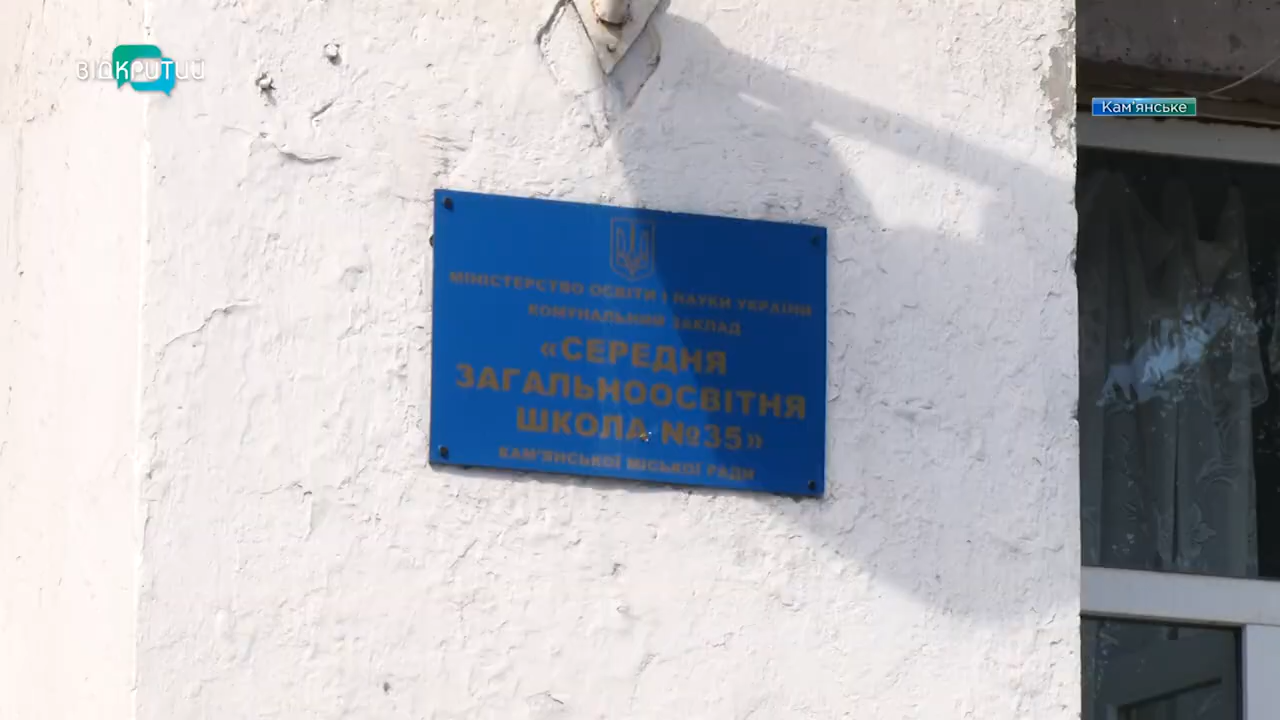 ВІДКРИТИЙ
Кам'янське
МІНІСТЕРСТВО ОСВІТИ І НАУКИ УКРАЇНИ
КОМУНАЛЬНИЙ ЗАКЛАД
«СЕРЕДНЯ
ЗАГАЛЬНООСВІТНЯ
ШКОЛА №35»
КАМ'ЯНСЬКОЇ МІСЬКОЇ РАДИ